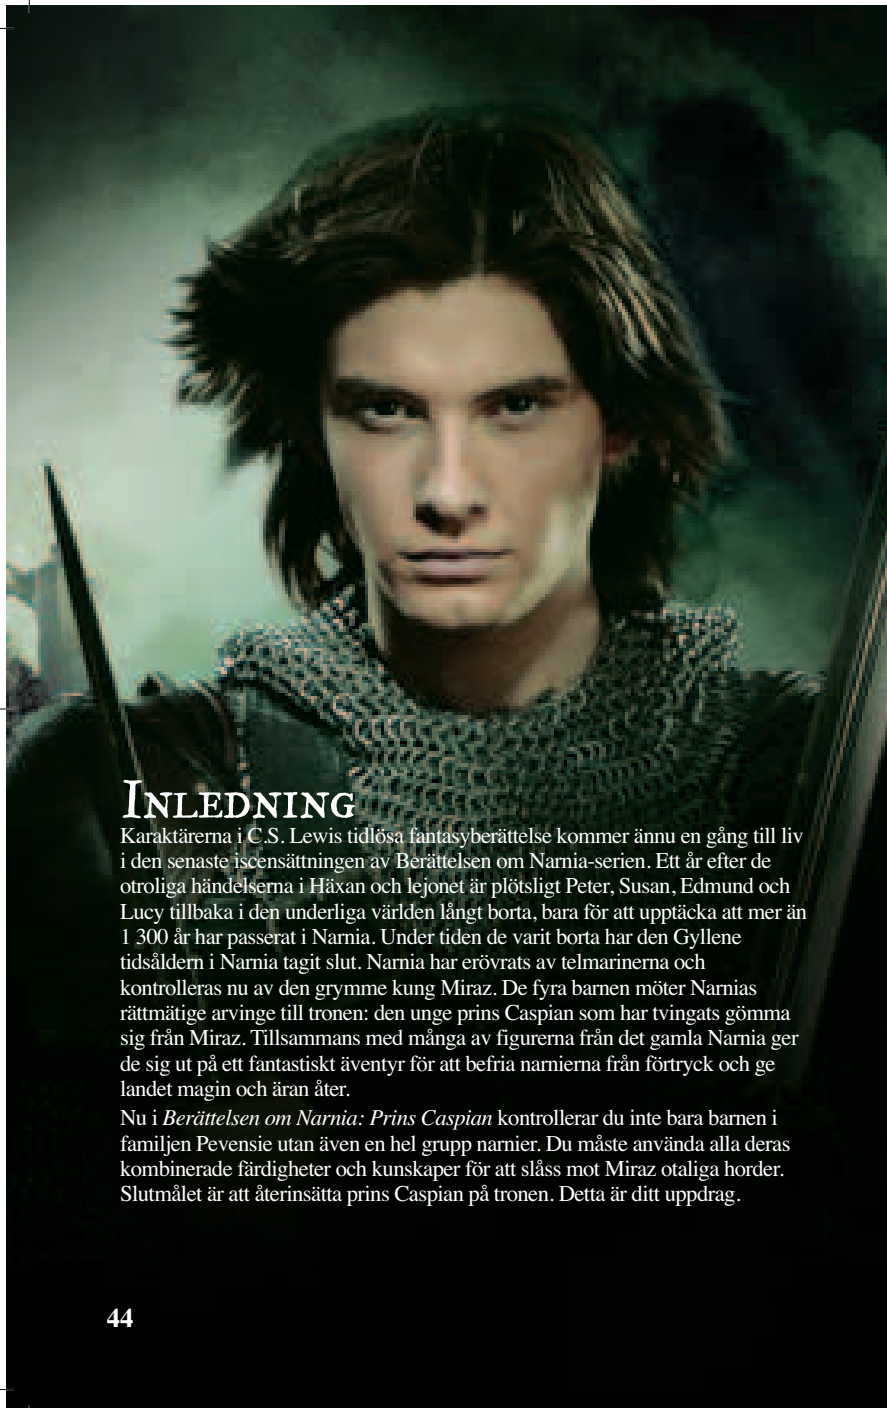 INLEDNING
Karaktärerna i C.S. Lewis tidlösa fantasyberättelse kommer ännu en gång till liv
i den senaste iscensättningen av Berättelsen om Narnia-serien. Ett år efter de
otroliga händelserna i Häxan och lejonet är plötsligt Peter, Susan, Edmund och
Lucy tillbaka i den underliga världen långt borta, bara för att upptäcka att mer än
1 300 år har passerat i Narnia. Under tiden de varit borta har den Gyllene
tidsåldern i Narnia tagit slut. Narnia har erövrats av telmarinerna och
kontrolleras nu av den grymme kung Miraz. De fyra barnen möter Narnias
rättmätige arvinge till tronen: den unge prins Caspian som har tvingats gömma
sig från Miraz. Tillsammans med många av figurerna från det gamla Narnia ger
de sig ut på ett fantastiskt äventyr för att befria narnierna från förtryck och ge
landet magin och äran åter.
Nu i Berättelsen om Narnia: Prins Caspian kontrollerar du inte bara barnen i
familjen Pevensie utan även en hel grupp narnier. Du måste använda alla deras
kombinerade färdigheter och kunskaper för att slåss mot Miraz otaliga horder.
Slutmålet är att återinsätta prins Caspian på tronen. Detta är ditt uppdrag.
44